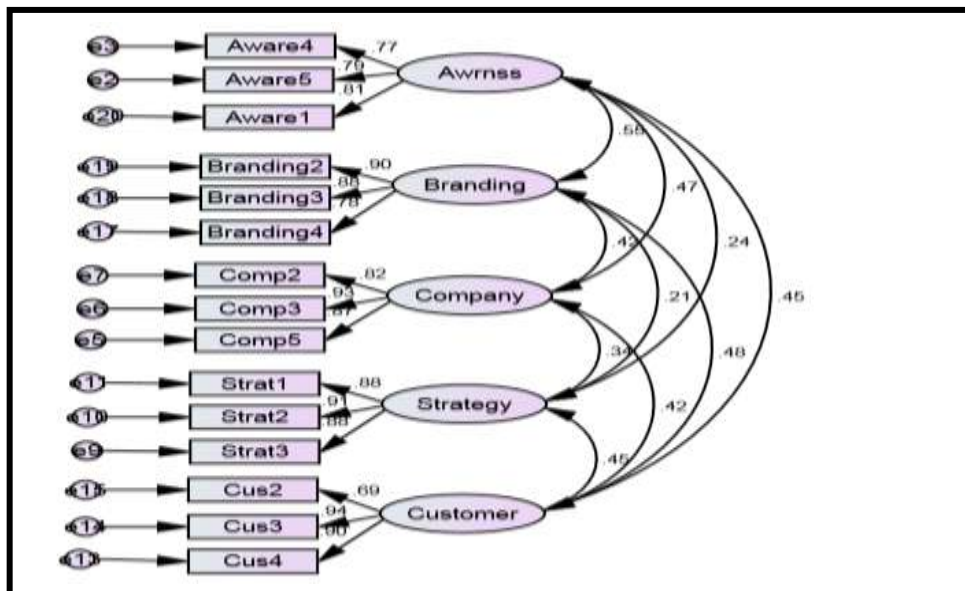 e3 Aware4 .77
e2 Aware5 .79
e20 Aware1 .81
Awrnss
.55
e19 Branding2 .90
e18 Branding3 .88
e17 Branding4 .78
Branding
.47
.42
.24
e7 Comp2 .82
e6 Comp3 .93
e5 Comp5 .87
Company
.21
.45
.34
.48
e11 Strat1 .88
e10 Strat2 .91
e9 Strat3 .88
Strategy
.42
.45
e15 Cus2 .69
e14 Cus3 .94
e13 Cus4 .90
Customer